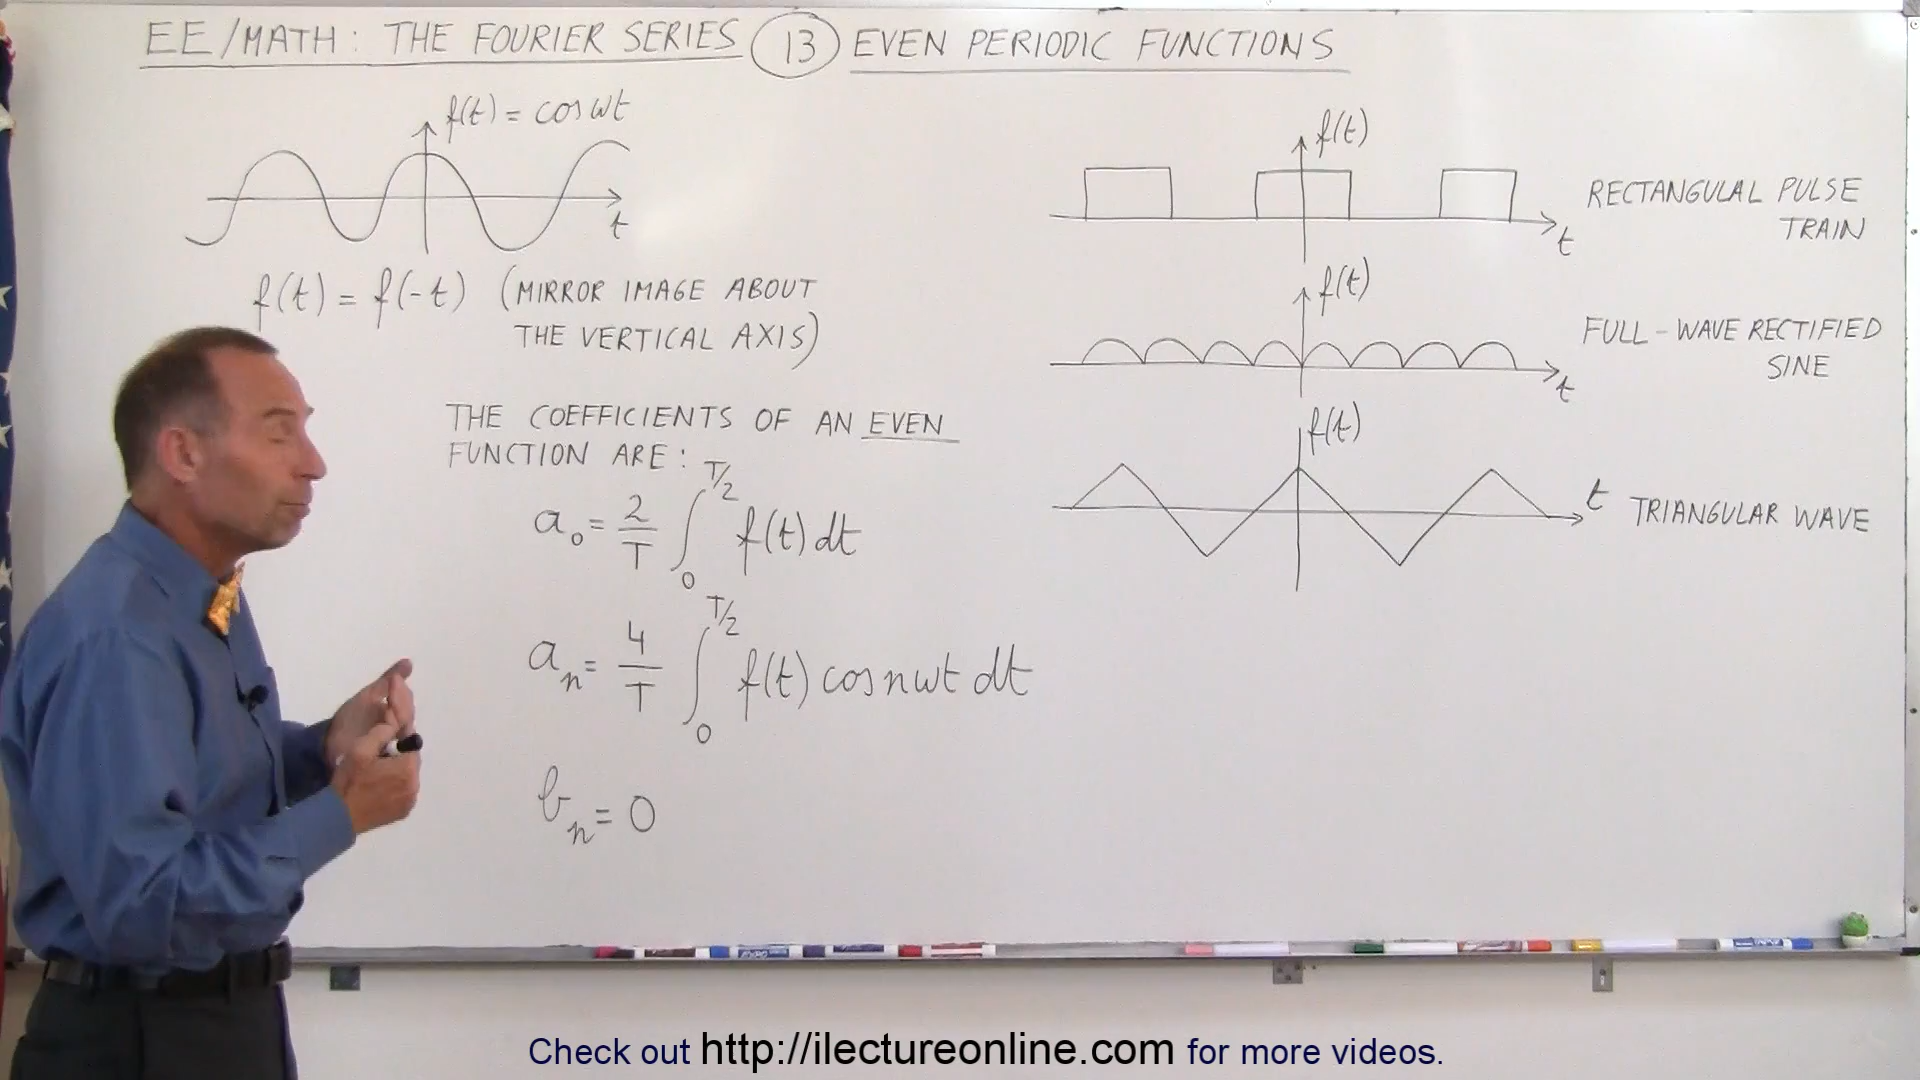 EE/MATH: THE FOURIER SERIES 13 EVEN PERIODIC FUNCTIONS
f(t) = cos ωt
t
f(t) = f(-t) (MIRROR IMAGE ABOUT
THE VERTICAL AXIS)
THE COEFFICIENTS OF AN EVEN
FUNCTION ARE:
a₀ = 2/T ∫₀^T/2 f(t) dt
aₙ = 4/T ∫₀^T/2 f(t) cos nωt dt
bₙ = 0
f(t)
t
RECTANGULAL PULSE
TRAIN
f(t)
t
FULL-WAVE RECTIFIED
SINE
f(t)
t
TRIANGULAR WAVE
Check out http://ilectureonline.com for more videos.